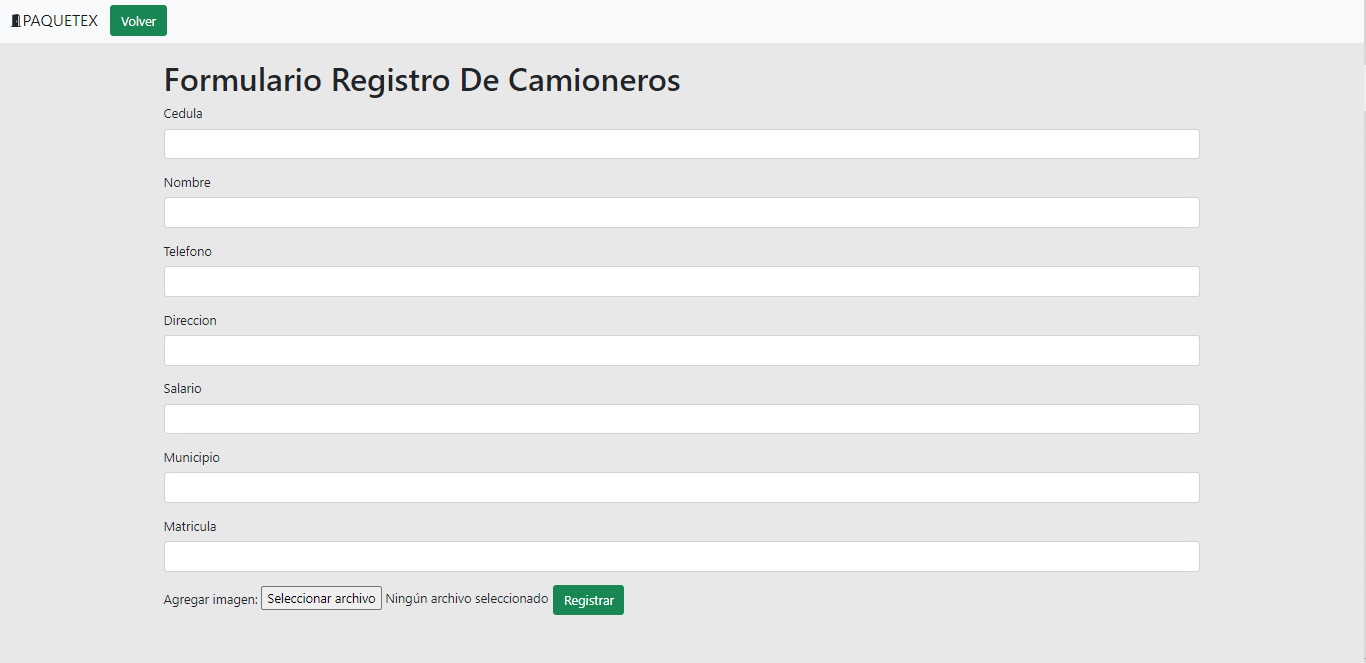 PAQUETEX Volver
Formulario Registro De Camioneros
Cedula
Nombre
Telefono
Direccion
Salario
Municipio
Matricula
Agregar imagen: Seleccionar archivo Ningún archivo seleccionado Registrar